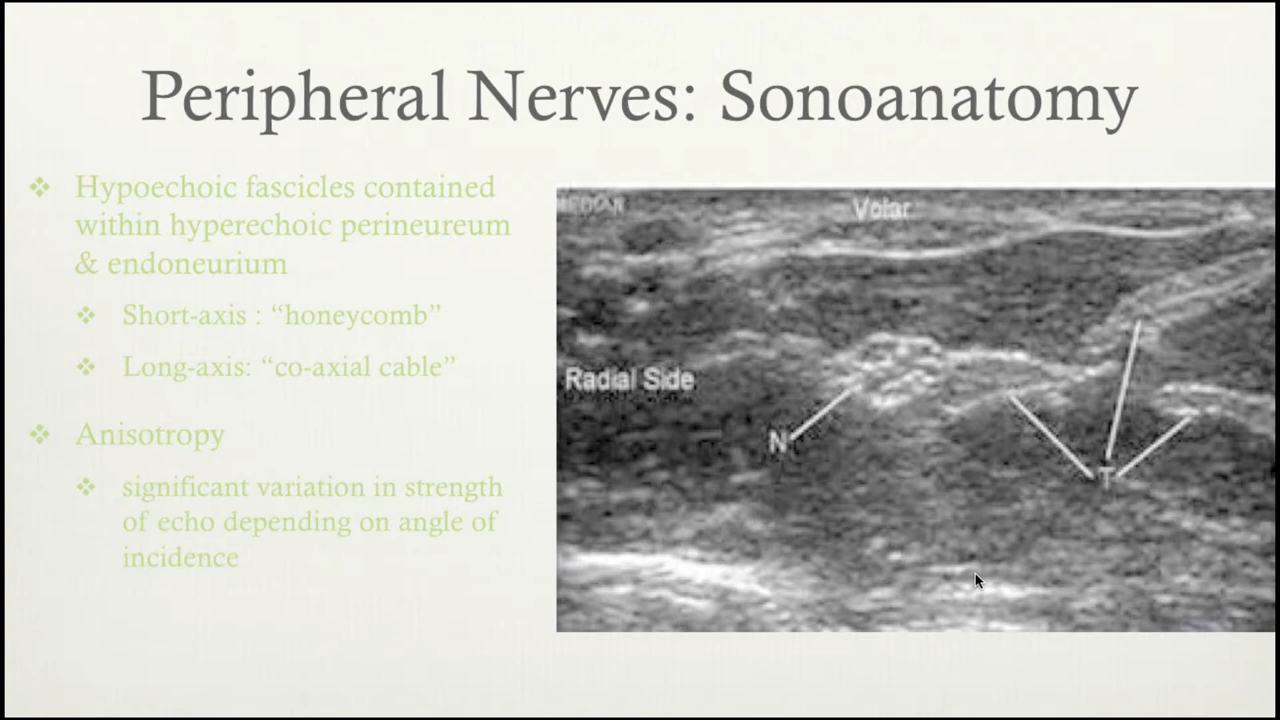 Peripheral Nerves: Sonoanatomy
Hypoechoic fascicles contained
within hyperechoic perineureum
& endoneurium
Short-axis : “honeycomb”
Long-axis: “co-axial cable”
Anisotropy
significant variation in strength
of echo depending on angle of
incidence
MEDIAN
Volar
Radial Side
N
T